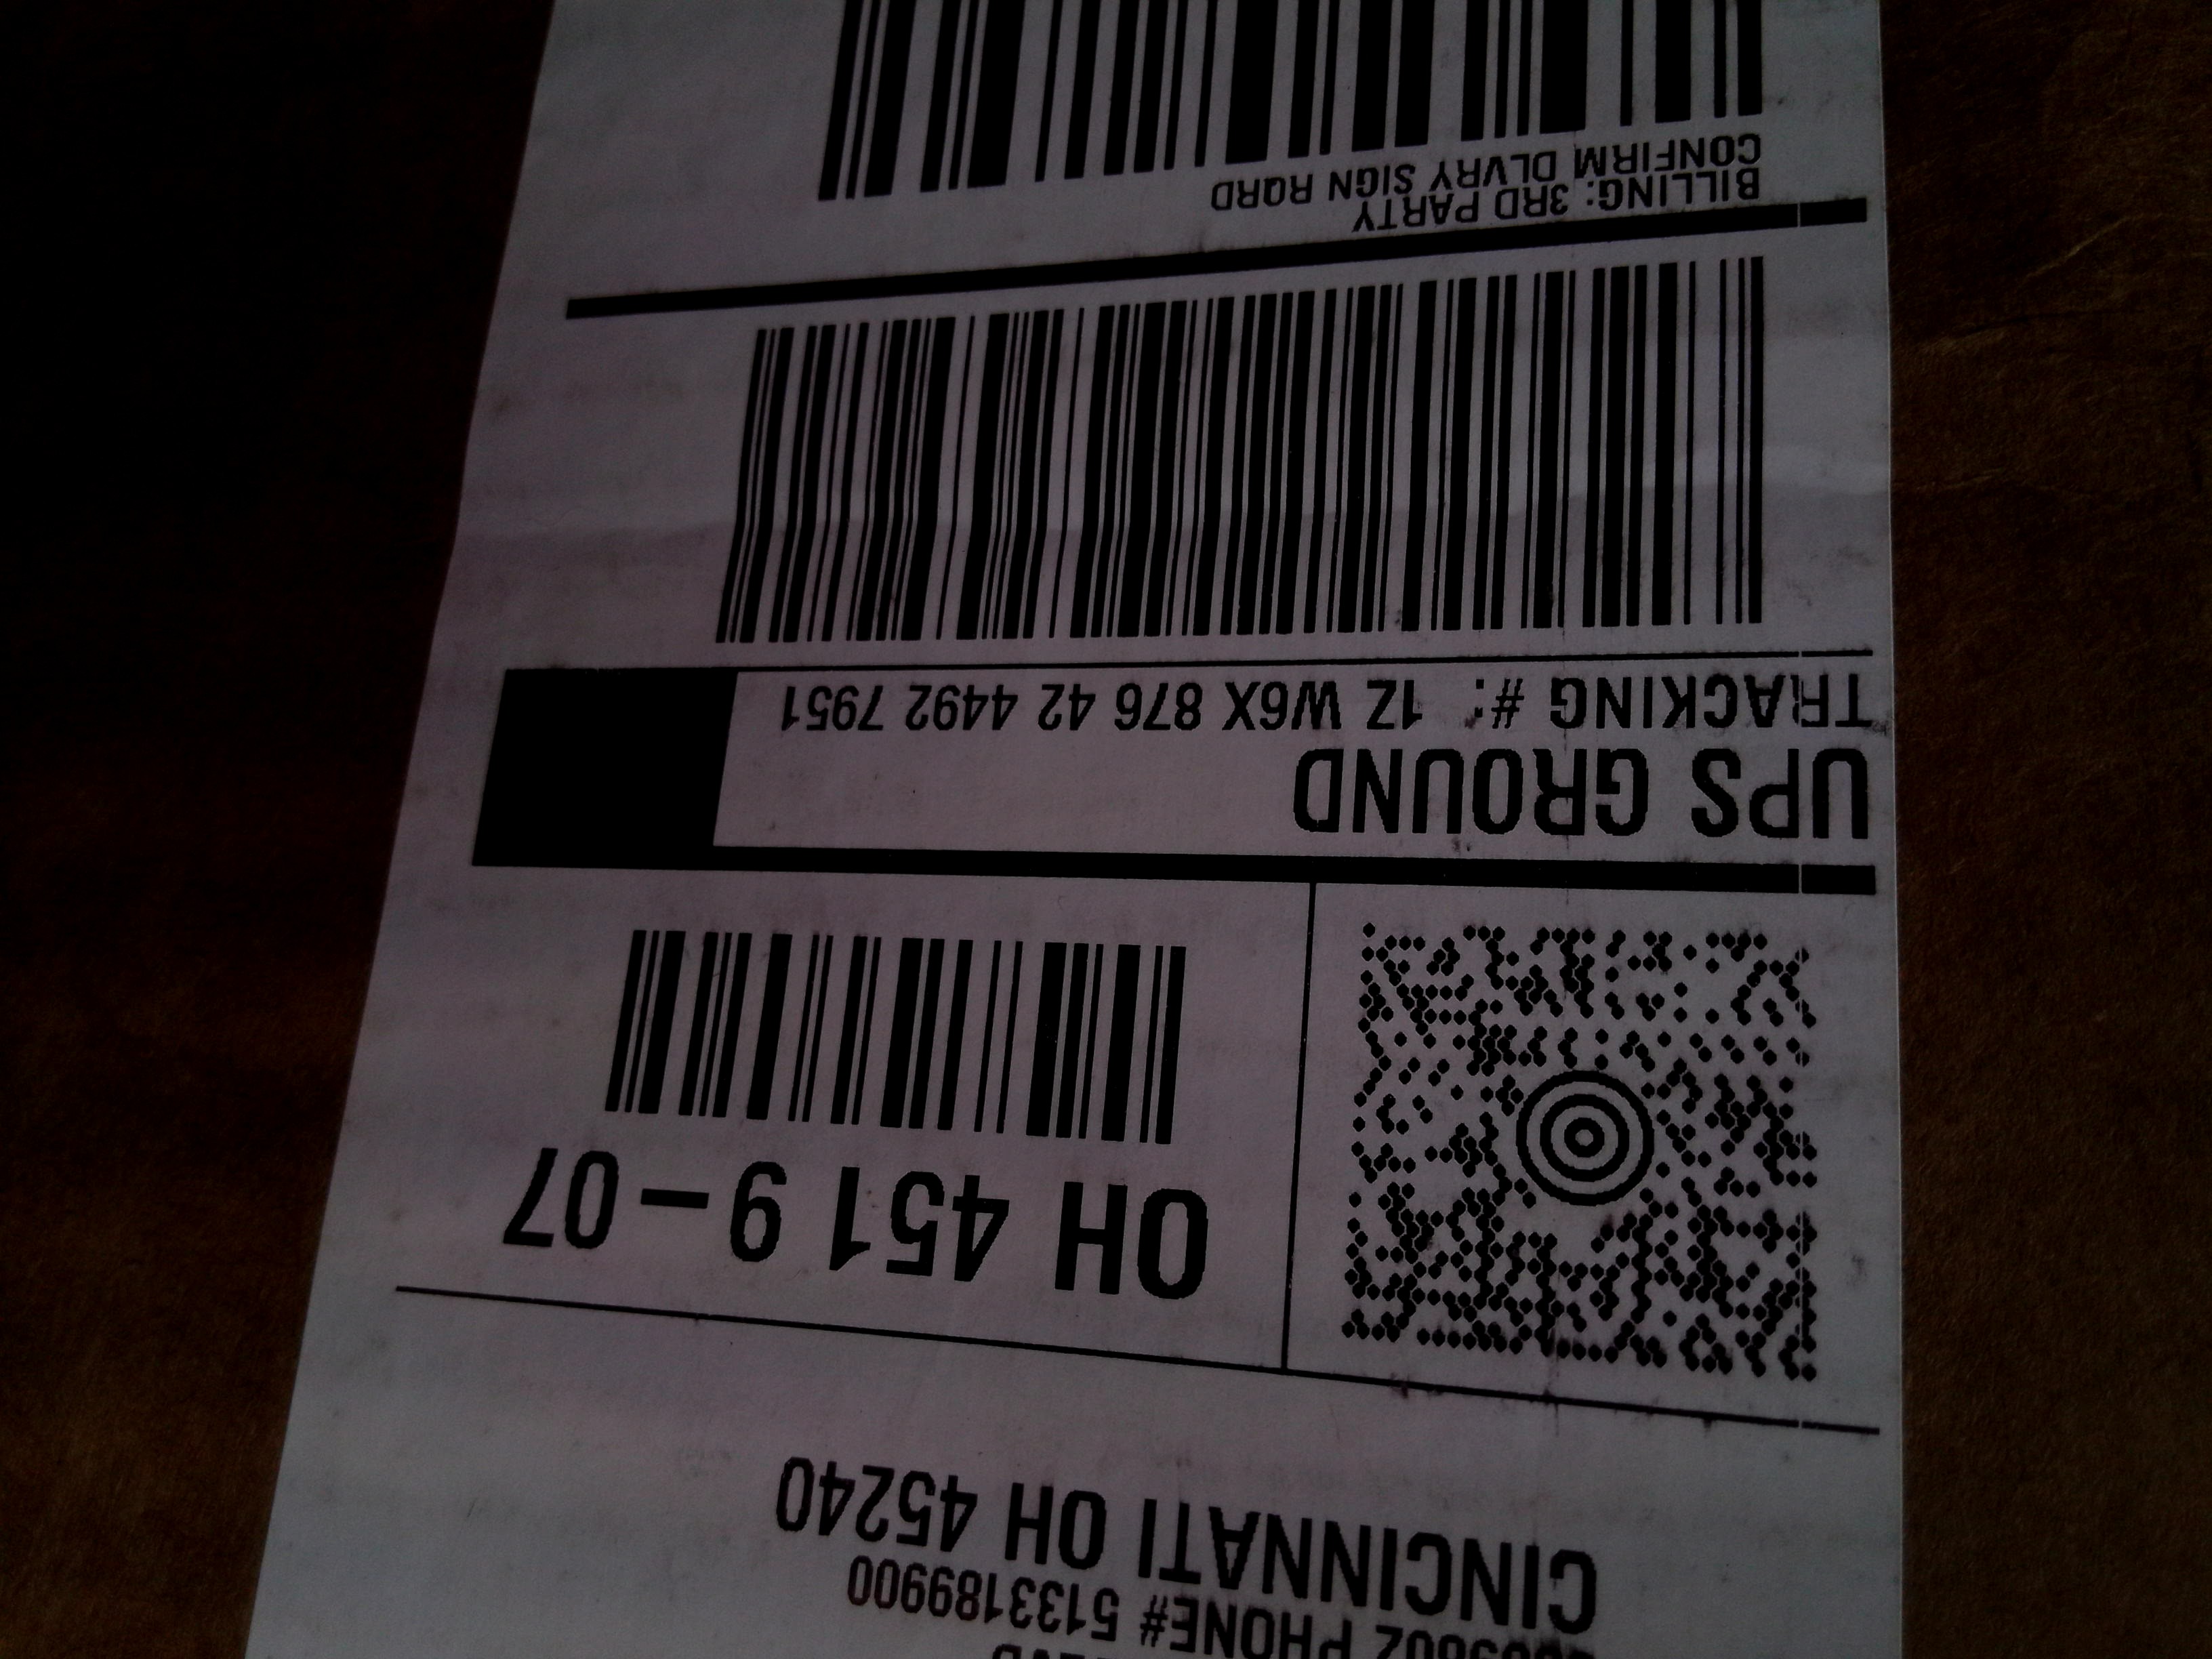 PHONE# 5133189900
CINCINNATI OH 45240
OH 451 9-07
UPS GROUND
TRACKING #: 1Z W6X 876 42 4492 7951
BILLING: 3RD PARTY
CONFIRM DLVRY SIGN RQRD